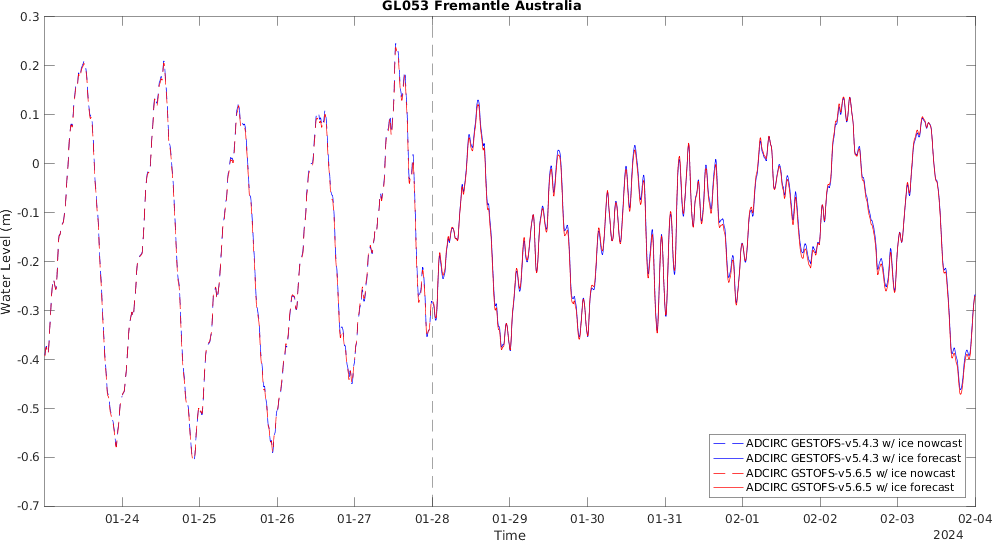 GL053 Fremantle Australia
0.3
0.2
0.1
0
-0.1
-0.2
-0.3
-0.4
-0.5
-0.6
-0.7
Water Level (m)
ADCIRC GESTOFS-v5.4.3 w/ ice nowcast
ADCIRC GESTOFS-v5.4.3 w/ ice forecast
ADCIRC GSTOFS-v5.6.5 w/ ice nowcast
ADCIRC GSTOFS-v5.6.5 w/ ice forecast
01-24 01-25 01-26 01-27 01-28 01-29 01-30 01-31 02-01 02-02 02-03 02-04
Time
2024